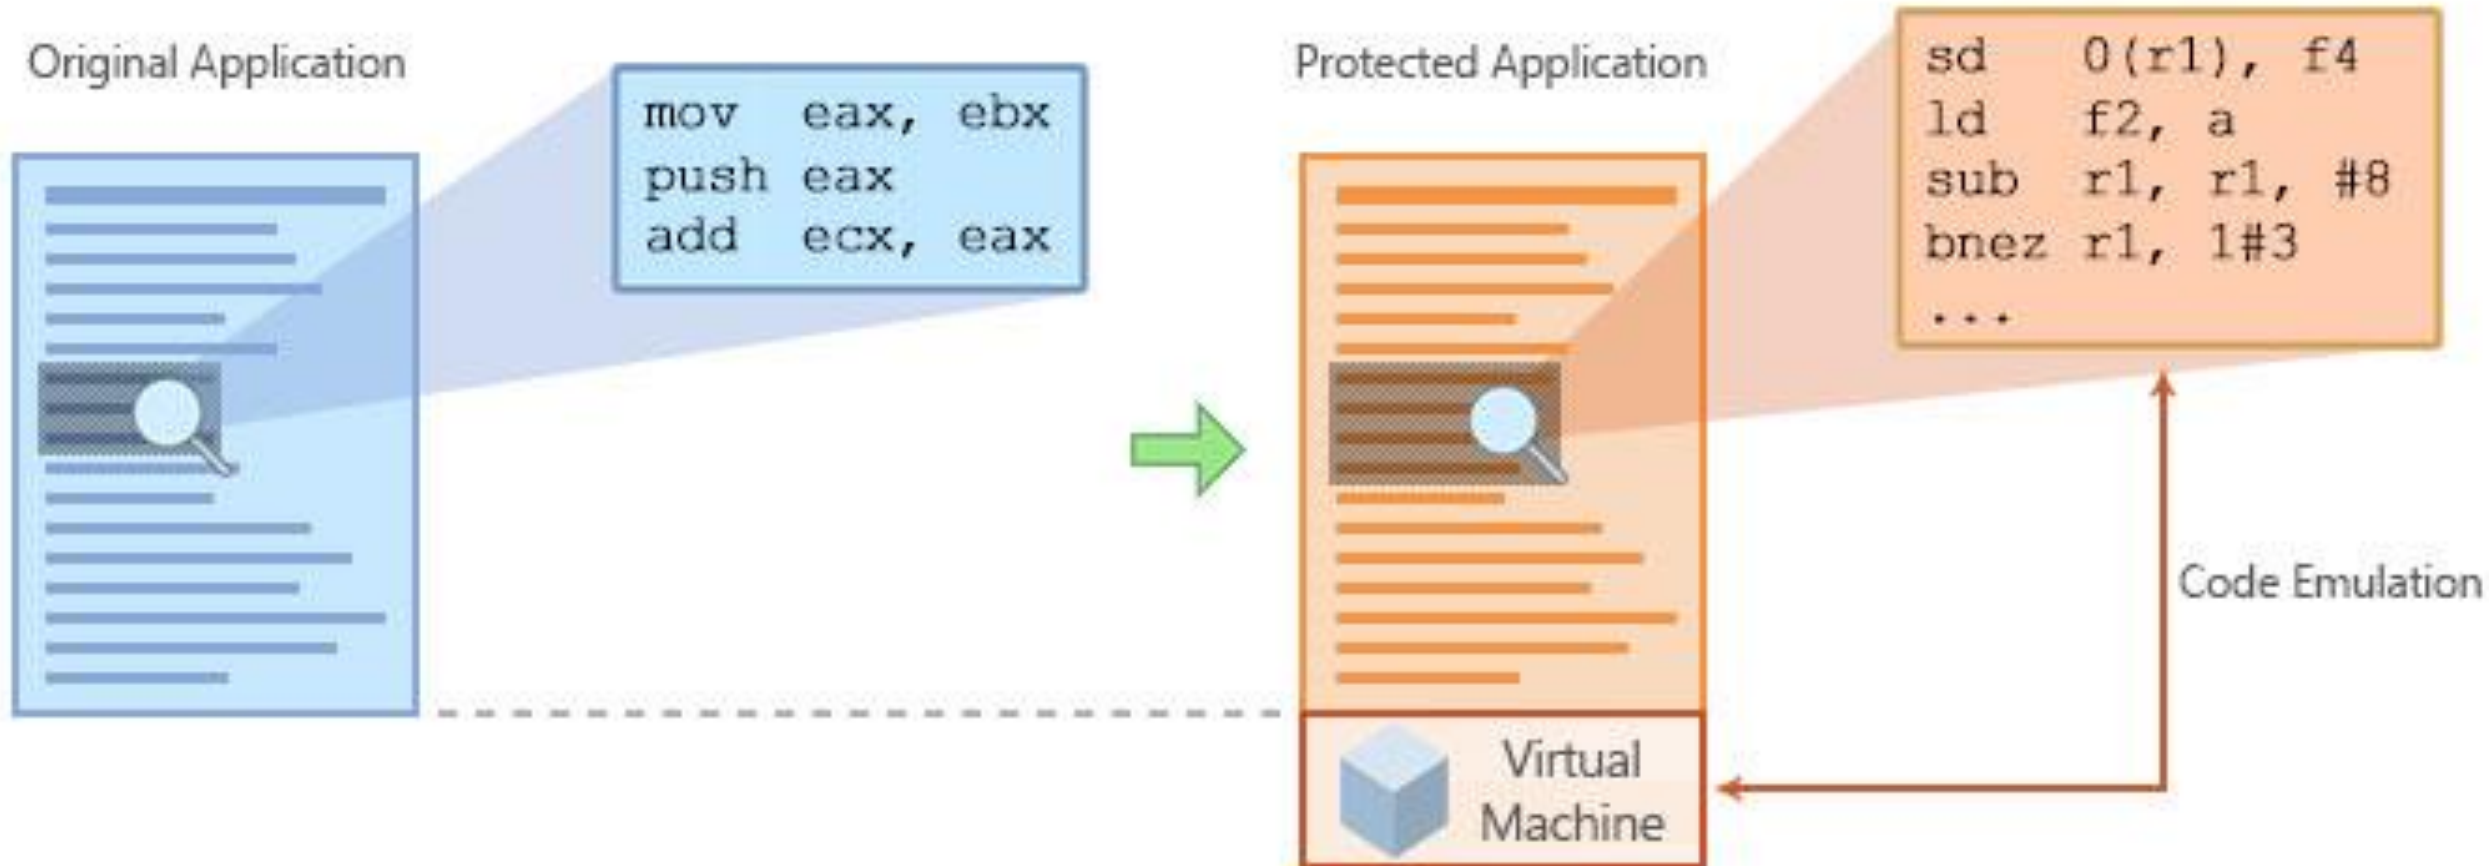 Original Application
mov eax, ebx
push eax
add ecx, eax
Protected Application
sd 0(r1), f4
ld f2, a
sub r1, r1, #8
bnez r1, 1#3
...
Code Emulation
Virtual
Machine